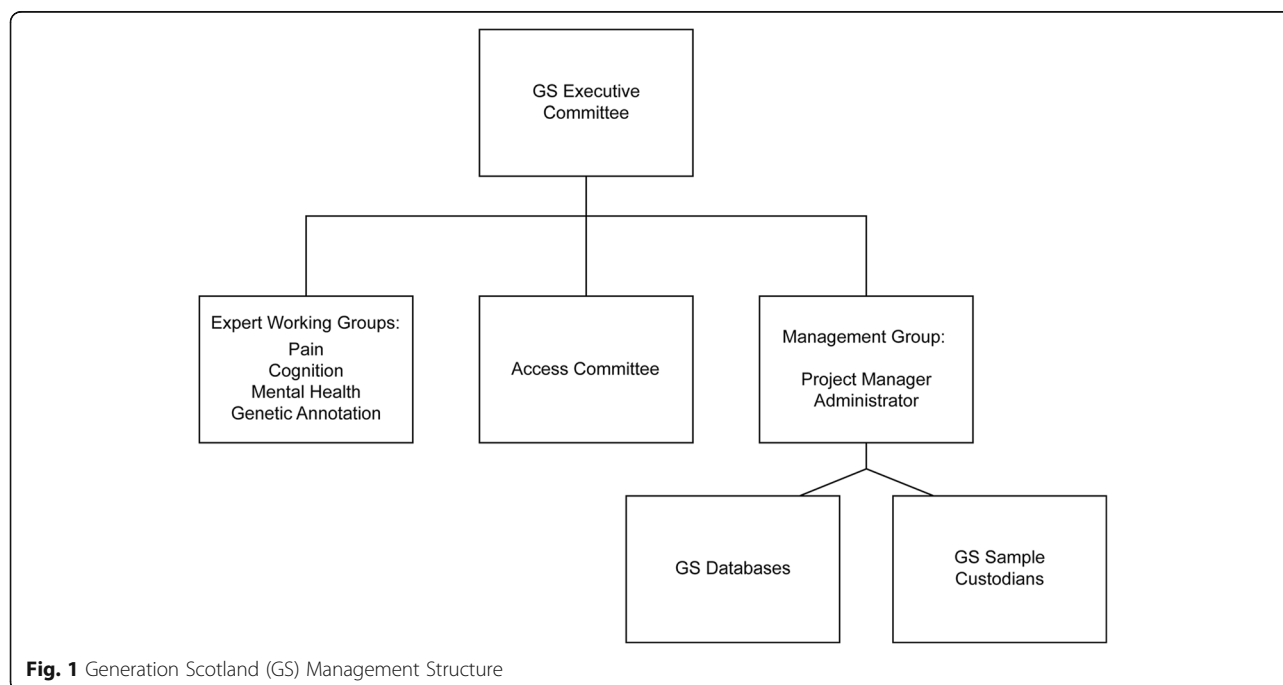 GS Executive
Committee
Expert Working Groups:
Pain
Cognition
Mental Health
Genetic Annotation
Access Committee
Management Group:
Project Manager
Administrator
GS Databases
GS Sample
Custodians
Fig. 1 Generation Scotland (GS) Management Structure